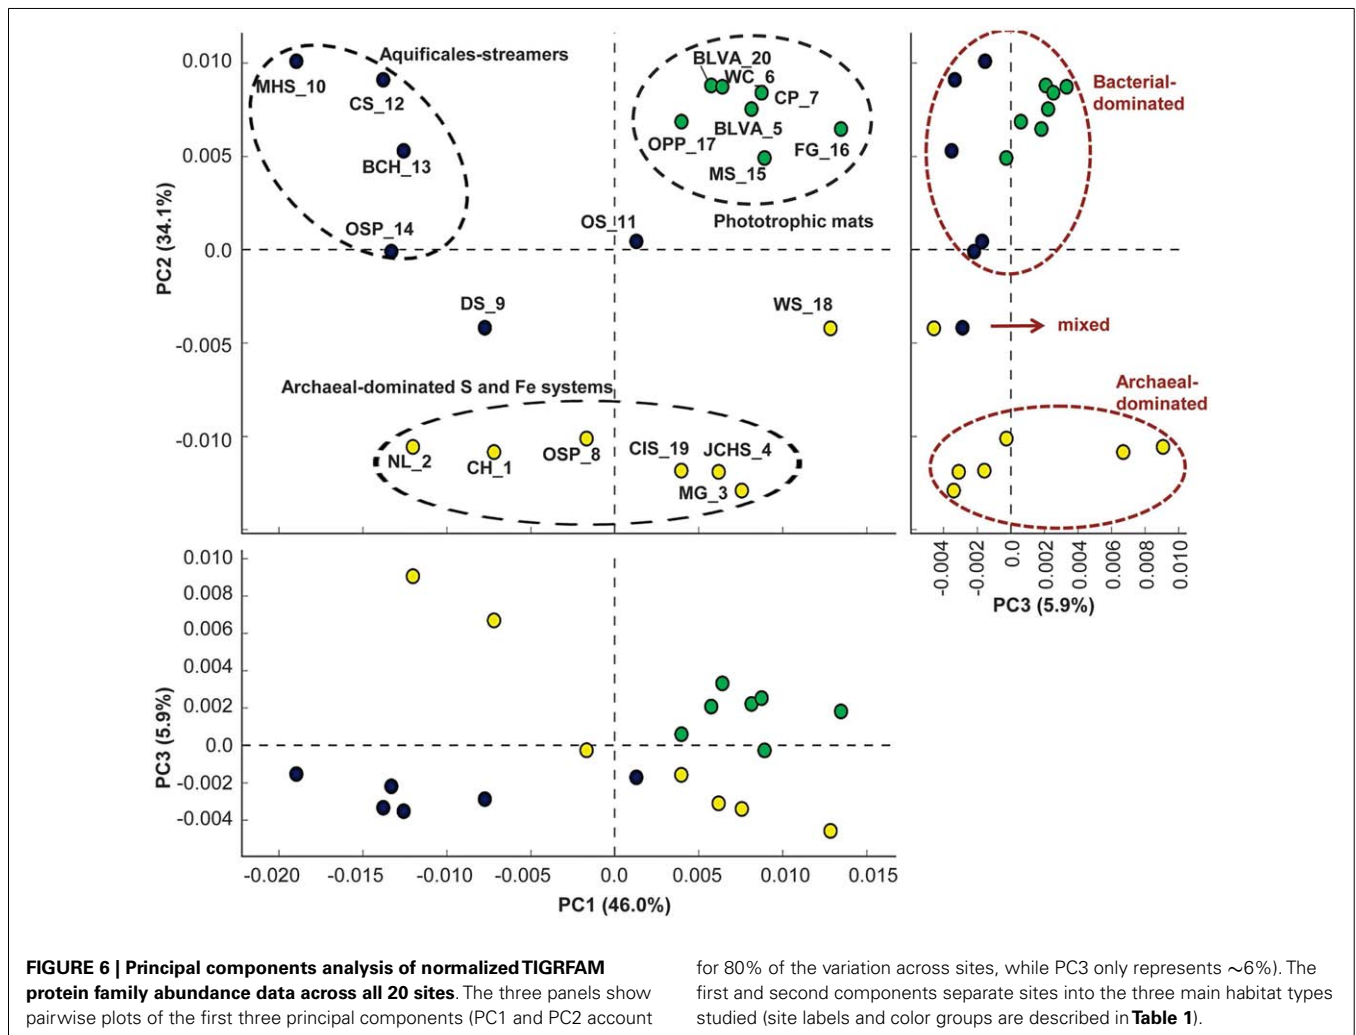 0.010
0.005
0.0
-0.005
-0.010
PC2 (34.1%)
Aquificales-streamers
MHS_10
CS_12
BCH_13
OSP_14
BLVA_20
WC_6
CP_7
BLVA_5
OPP_17
FG_16
MS_15
OS_11
Phototrophic mats
DS_9
WS_18
Archaeal-dominated S and Fe systems
NL_2
CH_1
OSP_8
CIS_19
JCHS_4
MG_3
Bacterial-
dominated
mixed
Archaeal-
dominated
-0.004
-0.002
0.0
0.002
0.004
0.006
0.008
0.010
PC3 (5.9%)
0.010
0.008
0.006
0.004
0.002
0.0
-0.002
-0.004
PC3 (5.9%)
-0.020 -0.015 -0.010 -0.005 0.0 0.005 0.010 0.015
PC1 (46.0%)
FIGURE 6 | Principal components analysis of normalized TIGRFAM
protein family abundance data across all 20 sites. The three panels show
pairwise plots of the first three principal components (PC1 and PC2 account
for 80% of the variation across sites, while PC3 only represents ∼6%). The
first and second components separate sites into the three main habitat types
studied (site labels and color groups are described in Table 1).